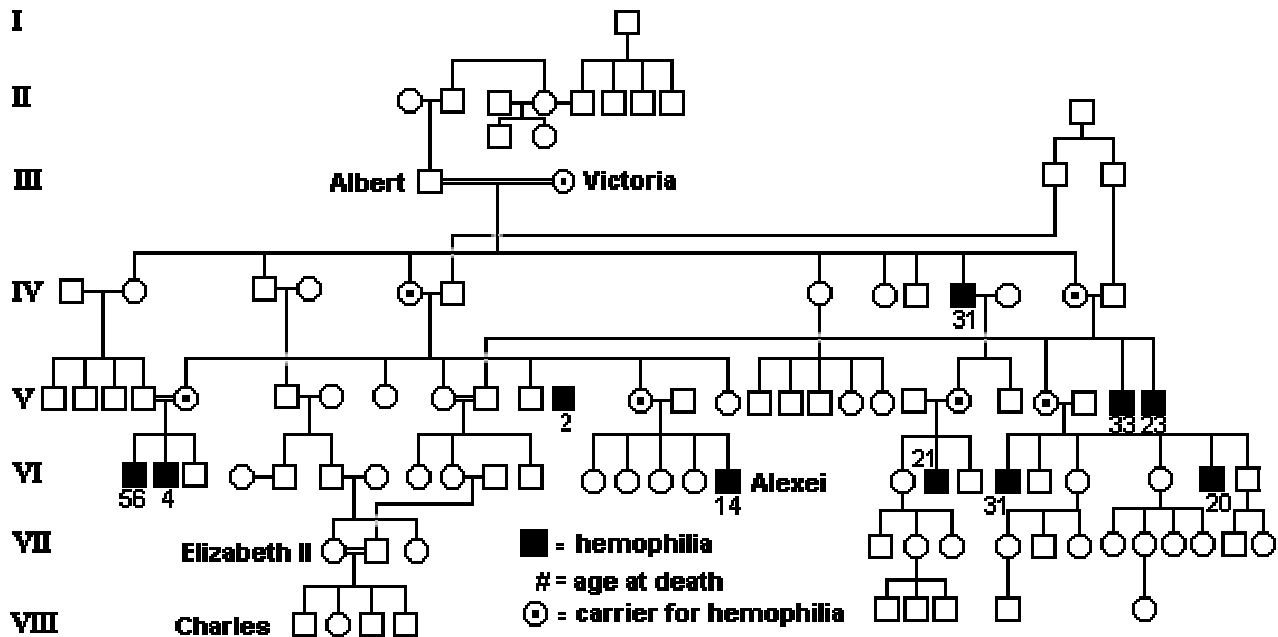 I
II
III
Albert
Victoria
IV
31
V
2
33
23
VI
56
4
14
Alexei
21
31
20
VII
Elizabeth II
= hemophilia
# = age at death
= carrier for hemophilia
VIII
Charles